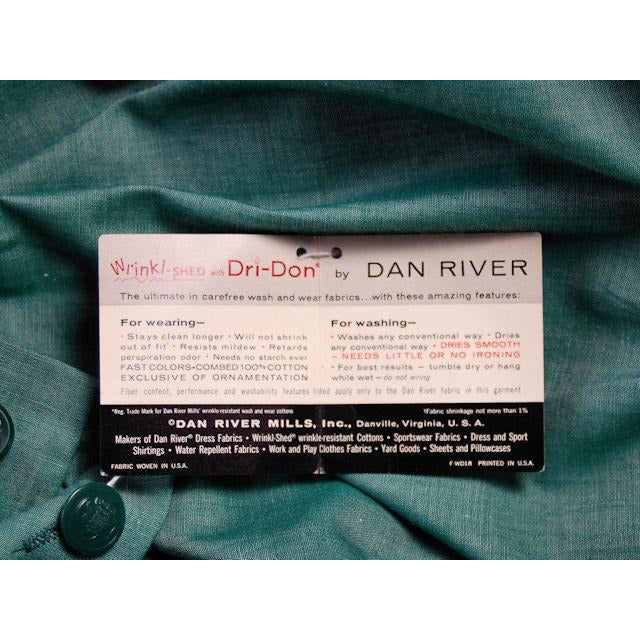 Wrinkl-SHED with Dri-Don* by DAN RIVER
The ultimate in carefree wash and wear fabrics...with these amazing features:
For wearing—
• Stays clean longer • Will not shrink
out of fit† • Resists mildew • Retards
perspiration odor • Needs no starch ever
FAST COLORS•COMBED 100% COTTON
EXCLUSIVE OF ORNAMENTATION
For washing—
• Washes any conventional way • Dries
any conventional way • DRIES SMOOTH
— NEEDS LITTLE OR NO IRONING
• For best results — tumble dry or hang
while wet — do not wring
Fiber content, performance and washability features listed apply only to the Dan River fabric in this garment
*Reg. Trade Mark for Dan River Mills' wrinkle-resistant wash and wear cottons
†Fabric shrinkage not more than 1%
©DAN RIVER MILLS, Inc., Danville, Virginia, U. S. A.
Makers of Dan River® Dress Fabrics • Wrinkl-Shed® wrinkle-resistant Cottons • Sportswear Fabrics • Dress and Sport
Shirtings • Water Repellent Fabrics • Work and Play Clothes Fabrics • Yard Goods • Sheets and Pillowcases
FABRIC WOVEN IN U.S.A.
F-WD1R PRINTED IN U.S.A.